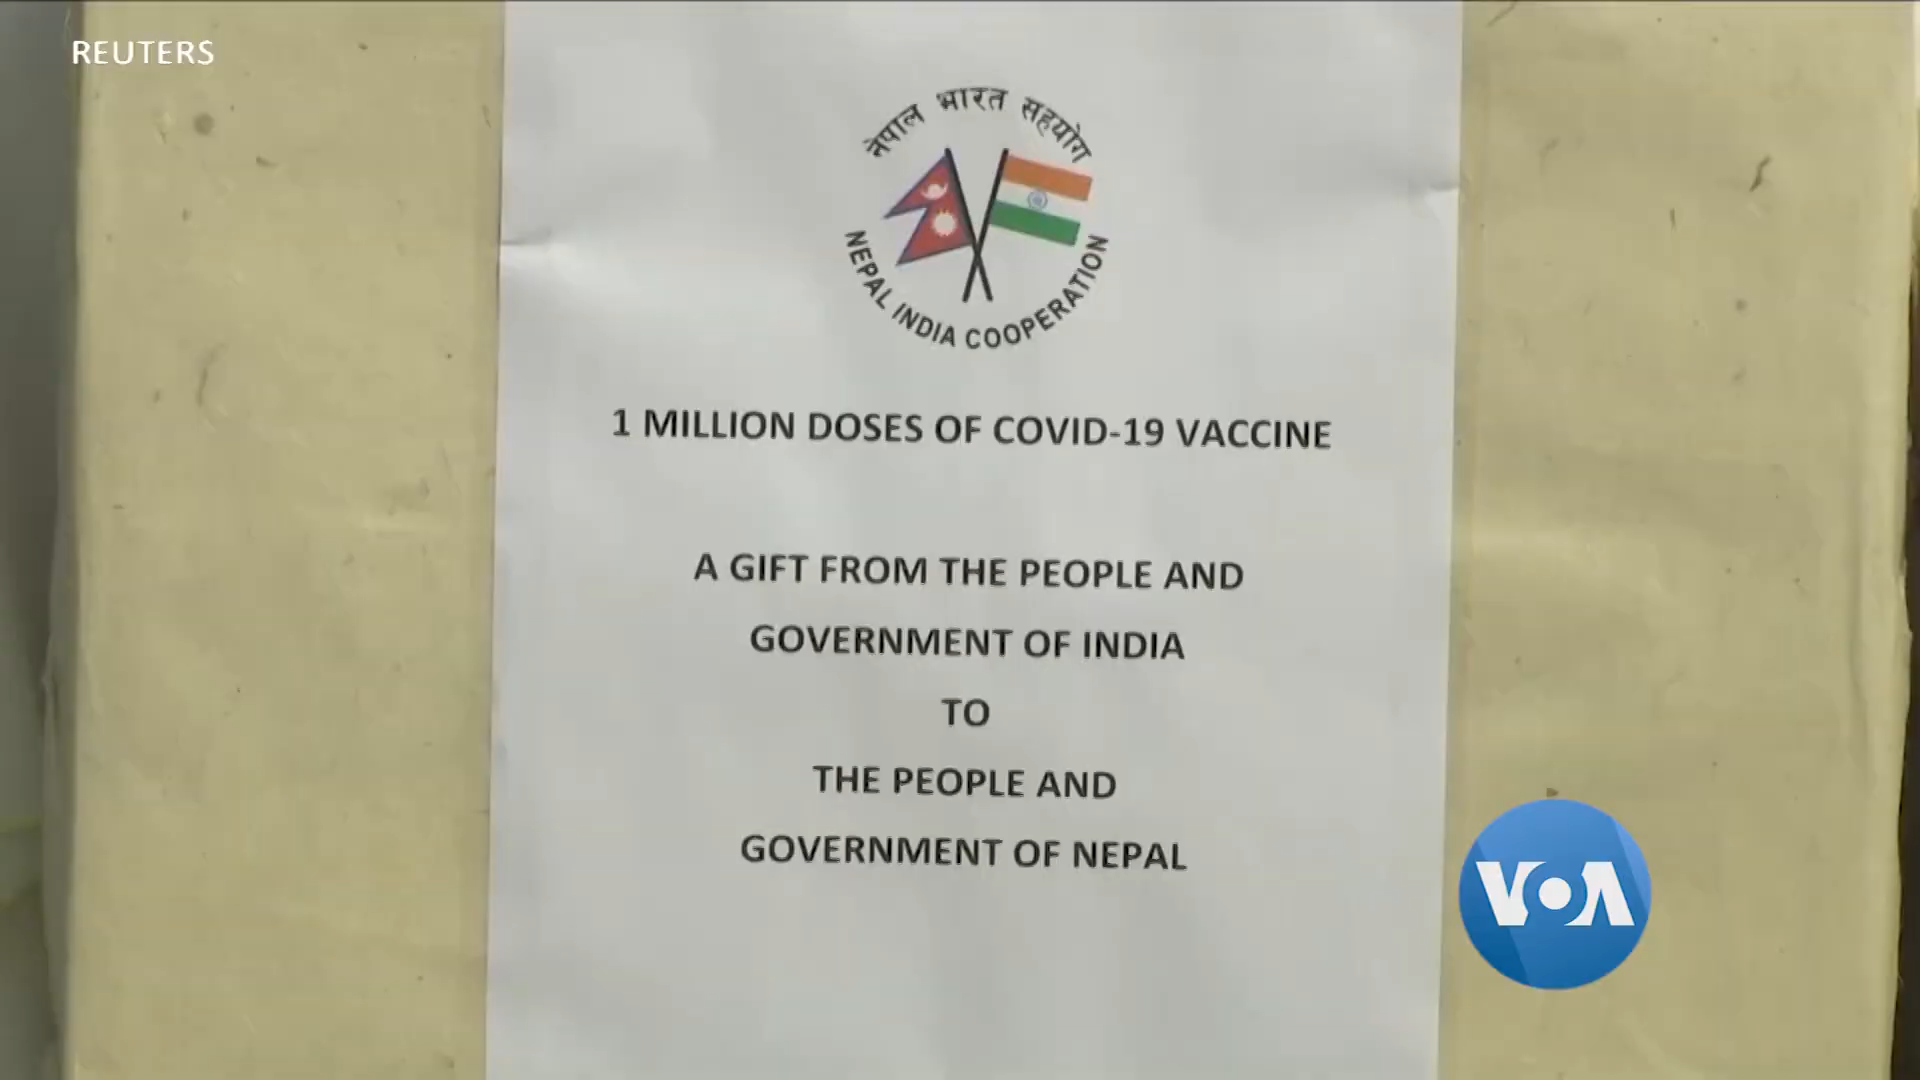 REUTERS
नेपाल भारत सहयोग
NEPAL INDIA COOPERATION
1 MILLION DOSES OF COVID-19 VACCINE
A GIFT FROM THE PEOPLE AND
GOVERNMENT OF INDIA
TO
THE PEOPLE AND
GOVERNMENT OF NEPAL
VOA